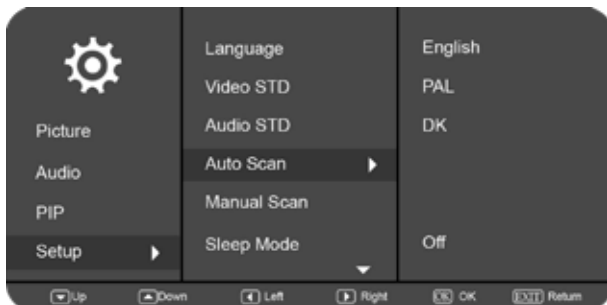 Language English
Video STD PAL
Picture
Audio STD DK
Audio
Auto Scan
PIP
Manual Scan
Setup
Sleep Mode Off
Up Down Left Right OK OK EXIT Return